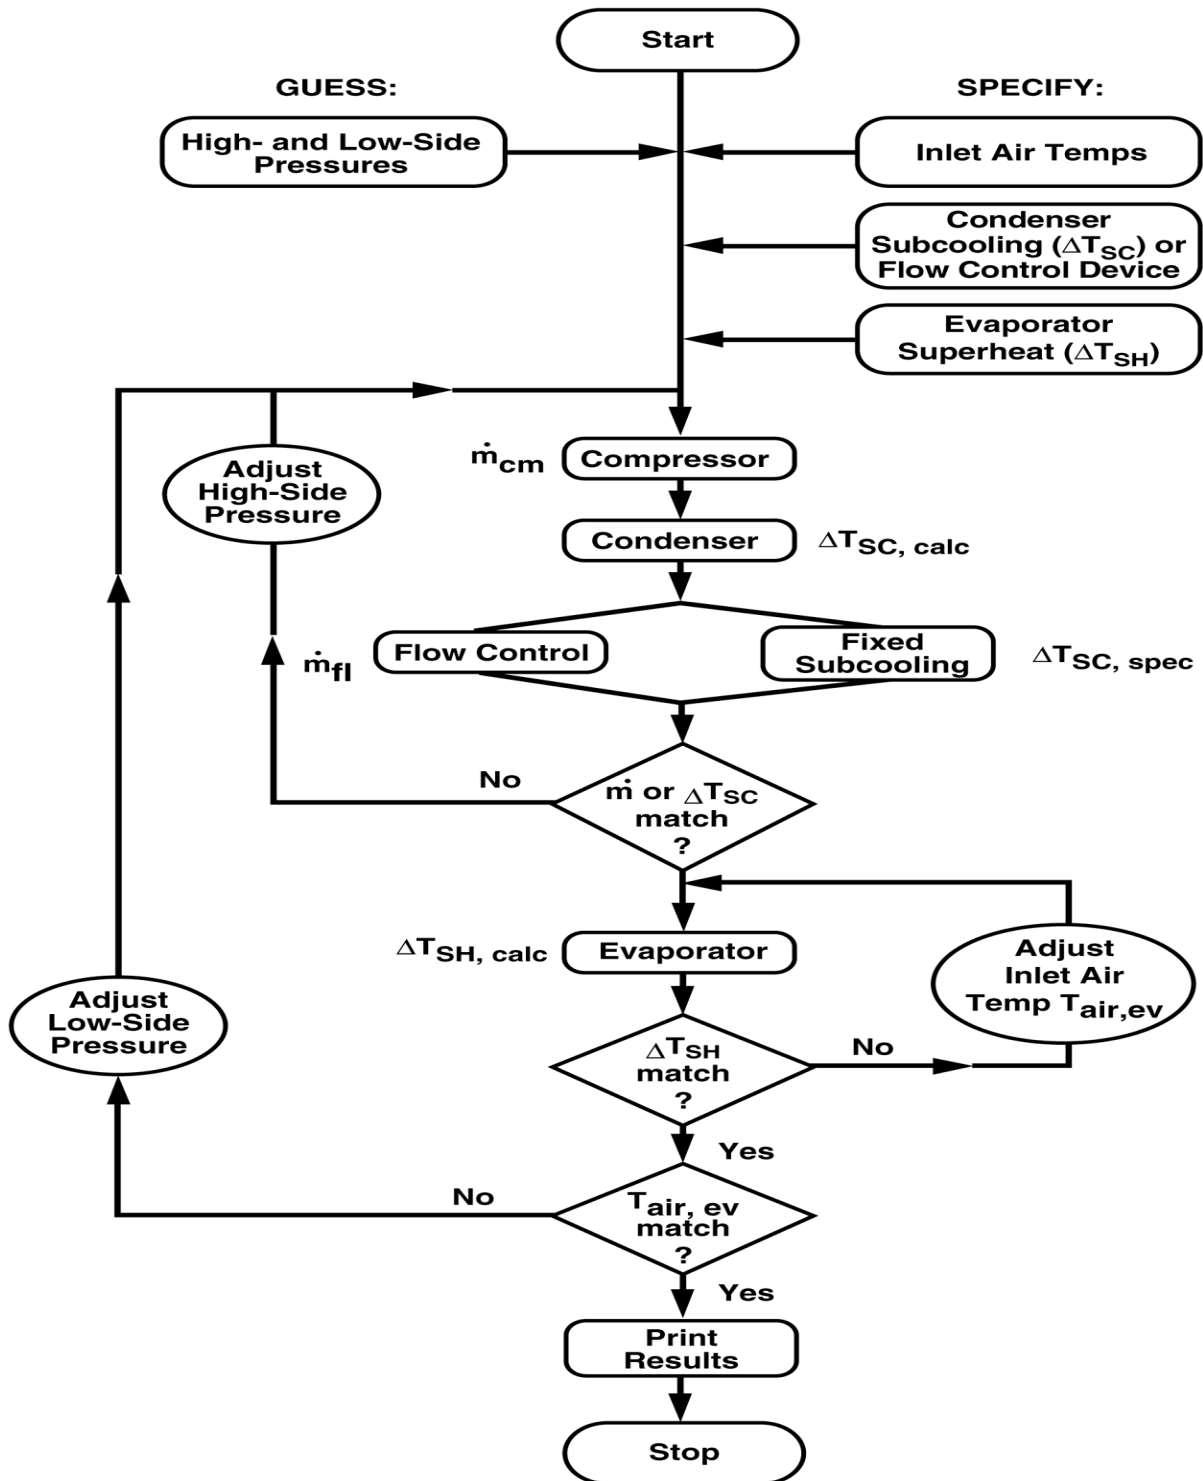 Start
GUESS:
SPECIFY:
High- and Low-Side
Pressures
Inlet Air Temps
Condenser
Subcooling (ΔTSC) or
Flow Control Device
Evaporator
Superheat (ΔTSH)
Adjust
High-Side
Pressure
ṁcm
Compressor
Condenser
ΔTSC, calc
Flow Control
Fixed
Subcooling
ΔTSC, spec
ṁfl
No
ṁ or ΔTSC
match
?
ΔTSH, calc
Evaporator
Adjust
Inlet Air
Temp Tair,ev
Adjust
Low-Side
Pressure
ΔTSH
match
?
No
Yes
No
Tair, ev
match
?
Yes
Print
Results
Stop